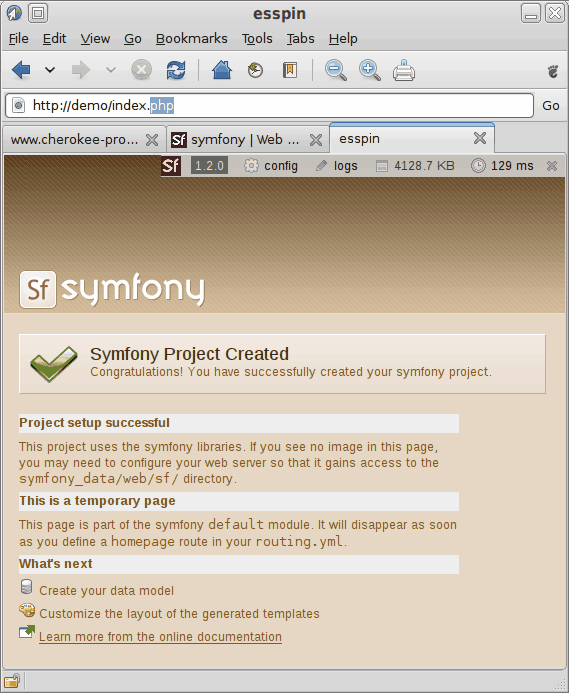 esspin
File Edit View Go Bookmarks Tools Tabs Help
http://demo/index.php Go
www.cherokee-pro... Sf symfony | Web ... esspin
Sf 1.2.0 config logs 4128.7 KB 129 ms
Sf symfony
Symfony Project Created
Congratulations! You have successfully created your symfony project.
Project setup successful
This project uses the symfony libraries. If you see no image in this page,
you may need to configure your web server so that it gains access to the
symfony_data/web/sf/ directory.
This is a temporary page
This page is part of the symfony default module. It will disappear as soon
as you define a homepage route in your routing.yml.
What's next
Create your data model
Customize the layout of the generated templates
Learn more from the online documentation